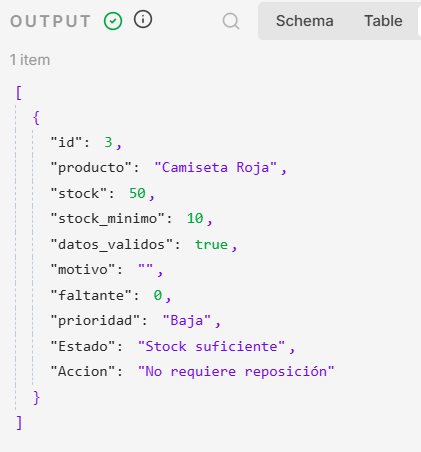 OUTPUT
Schema Table
1 item
[
{
"id": 3,
"producto": "Camiseta Roja",
"stock": 50,
"stock_minimo": 10,
"datos_validos": true,
"motivo": "",
"faltante": 0,
"prioridad": "Baja",
"Estado": "Stock suficiente",
"Accion": "No requiere reposición"
}
]